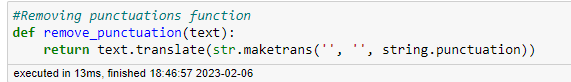 #Removing punctuations function
def remove_punctuation(text):
    return text.translate(str.maketrans('', '', string.punctuation))
executed in 13ms, finished 18:46:57 2023-02-06